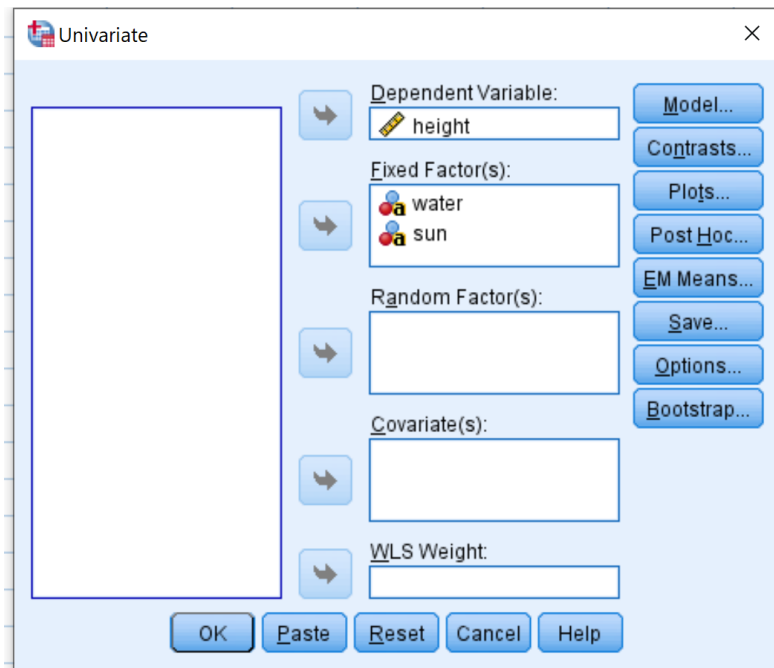 Univariate
Dependent Variable:
height
Fixed Factor(s):
water
sun
Random Factor(s):
Covariate(s):
WLS Weight:
Model...
Contrasts...
Plots...
Post Hoc...
EM Means...
Save...
Options...
Bootstrap...
OK Paste Reset Cancel Help